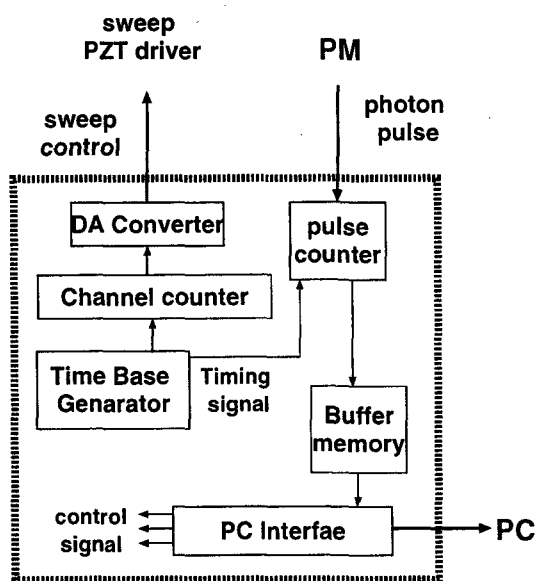 sweep
PZT driver
PM
sweep
control
photon
pulse
DA Converter
pulse
counter
Channel counter
Time Base
Genarator
Timing
signal
Buffer
memory
control
signal
PC Interfae
PC